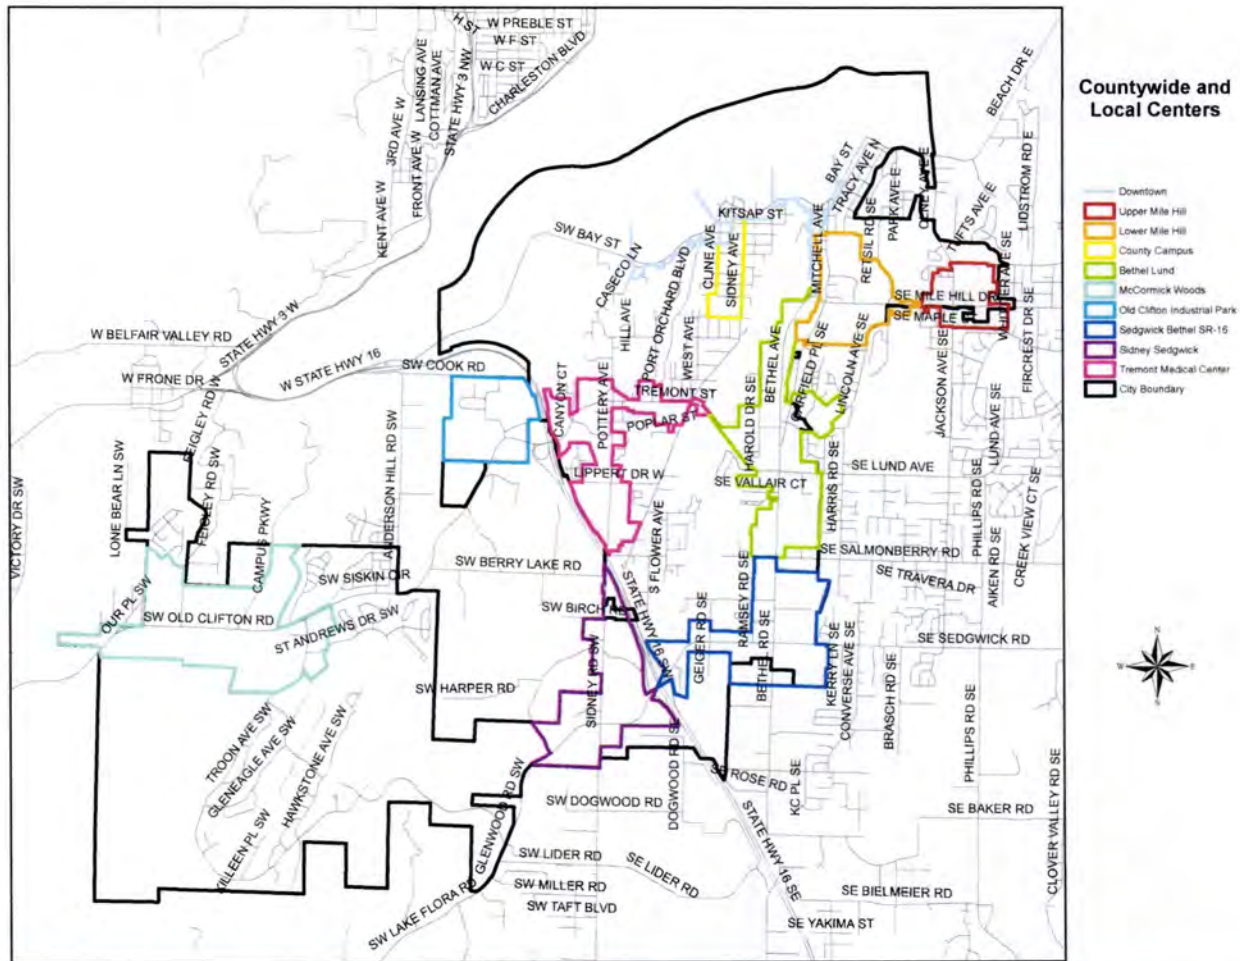 H ST
W PREBLE ST
W F ST
W C ST
CHARLESTON BLVD
LANSING AVE
COTTMAN AVE
3RD AVE W
FRONT AVE W
STATE HWY 3 NW
KENT AVE W
BEACH DR E
Countywide and
Local Centers
BAY ST
TRACY AVE N
PARK AVE E
OLNEY AVE E
LIDSTROM RD E
TUFTS AVE E
RETSIL RD SE
KITSAP ST
SW BAY ST
CASECO LN
CLINE AVE
SIDNEY AVE
MITCHELL AVE
PORT ORCHARD BLVD
HILL AVE
WEST AVE
SE MILE HILL DR
SE MAPLE
FIRCREST DR SE
Downtown
Upper Mile Hill
Lower Mile Hill
County Campus
Bethel Lund
McCormick Woods
Old Clifton Industrial Park
Sedgwick Bethel SR-16
Sidney Sedgwick
Tremont Medical Center
City Boundary
W BELFAIR VALLEY RD
STATE HWY 3 W
W STATE HWY 16
W FRONE DR
SW COOK RD
FEIGLEY RD W
CANYON CT
POTTERY AVE
TREMONT ST
POPLAR ST
LIPPERT DR W
HAROLD DR SE
BETHEL AVE
LINCOLN AVE SE
JACKSON AVE SE
LUND AVE SE
SE LUND AVE
SE VALLAIR CT
HARRIS RD SE
PHILLIPS RD SE
CREEK VIEW CT SE
AIKEN RD SE
VICTORY DR SW
LONE BEAR LN SW
FEIGLEY RD SW
CAMPUS PKWY
ANDERSON HILL RD SW
S FLOWER AVE
SE SALMONBERRY RD
SE TRAVERA DR
SW BERRY LAKE RD
SW SISKIN CIR
OUR PL SW
SW OLD CLIFTON RD
ST ANDREWS DR SW
STATE HWY 16 SW
GEIGER RD SE
RAMSEY RD SE
BETHEL RD SE
SE SEDGWICK RD
KERRY LN SE
CONVERSE AVE SE
BRASCH RD SE
PHILLIPS RD SE
SW HARPER RD
SIDNEY RD SW
TROON AVE SW
GLENEAGLE AVE SW
HAWKSTONE AVE SW
KILLEEN PL SW
GLENWOOD RD SW
SW DOGWOOD RD
DOGWOOD RD SE
SE ROSE RD
KC PL SE
SE BAKER RD
CLOVER VALLEY RD SE
STATE HWY 16 SE
SW LIDER RD
SE LIDER RD
SW MILLER RD
SW TAFT BLVD
SW LAKE FLORA RD
SE BIELMEIER RD
SE YAKIMA ST
N
W
E
S